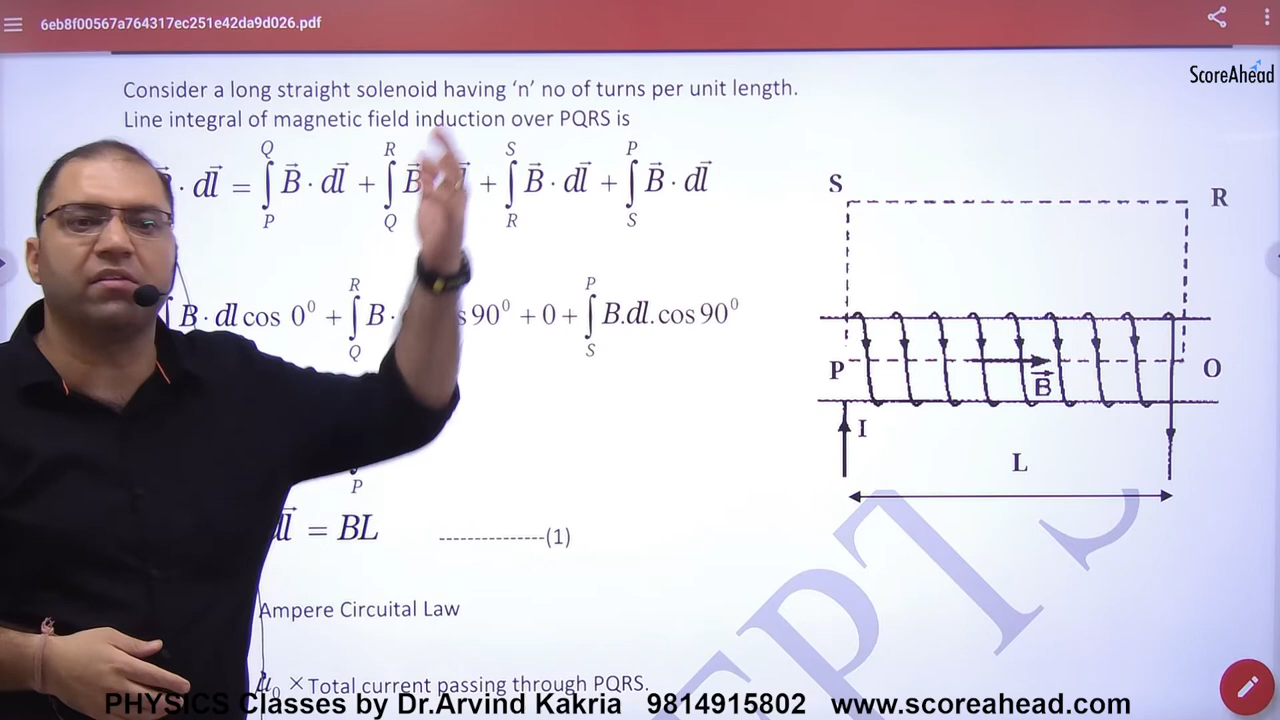 6eb8f00567a764317ec251e42da9d026.pdf
ScoreAhead
Consider a long straight solenoid having ‘n’ no of turns per unit length.
Line integral of magnetic field induction over PQRS is
Q R S P
· dl⃗ = ∫ B⃗ · dl⃗ + ∫ B⃗ + ∫ B⃗ · dl⃗ + ∫ B⃗ · dl⃗
P Q R S
R P
∫ B · dl cos 0⁰ + ∫ B · 90⁰ + 0 + ∫ B.dl.cos 90⁰
Q S
P
dl⃗ = BL ---------------(1)
Ampere Circuital Law
μ₀ × Total current passing through PQRS.
S
R
P
O
B⃗
I
L
PHYSICS Classes by Dr.Arvind Kakria 9814915802 www.scoreahead.com